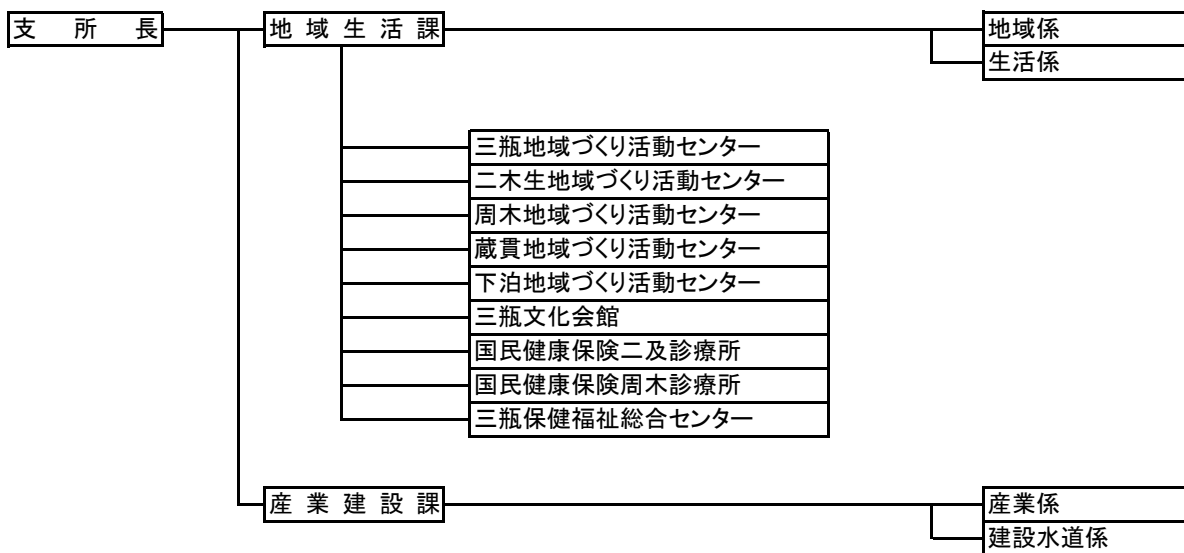 支所長 地域生活課 地域係
生活係
三瓶地域づくり活動センター
二木生地域づくり活動センター
周木地域づくり活動センター
蔵貫地域づくり活動センター
下泊地域づくり活動センター
三瓶文化会館
国民健康保険二及診療所
国民健康保険周木診療所
三瓶保健福祉総合センター
産業建設課 産業係
建設水道係